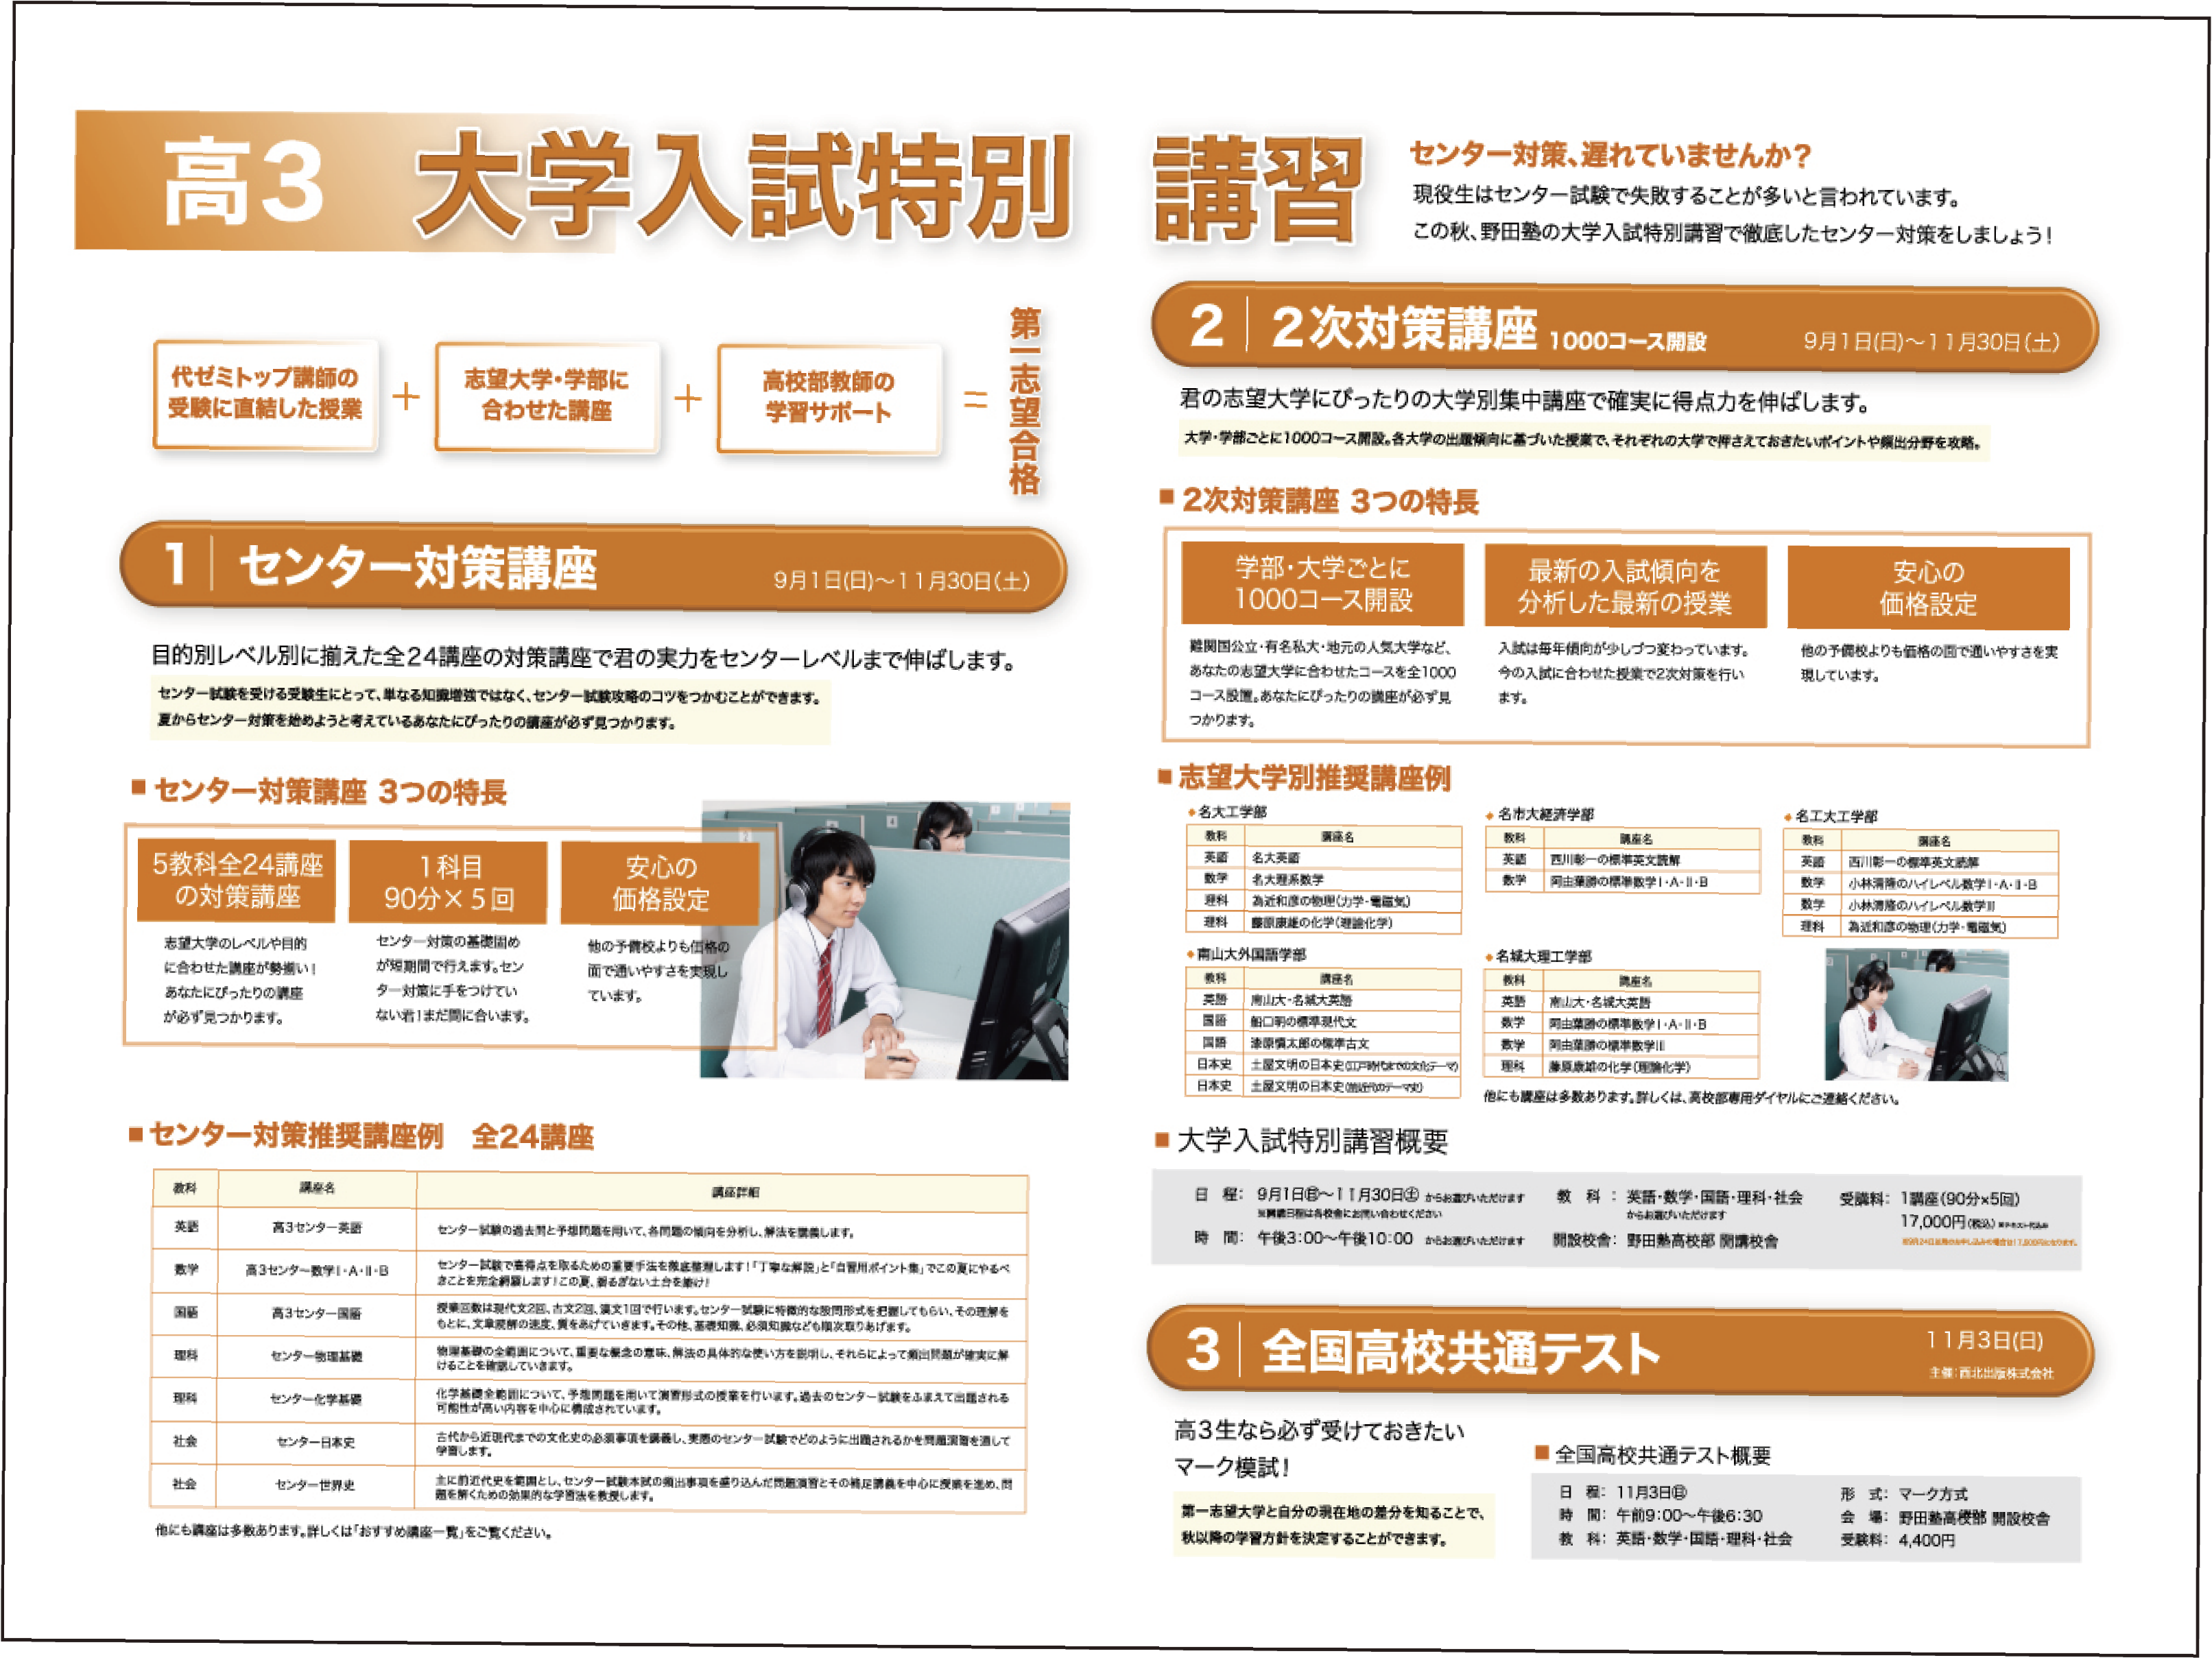 高3 大学入試特別 講習
センター対策、遅れていませんか?
現役生はセンター試験で失敗することが多いと言われています。
この秋、野田塾の大学入試特別講習で徹底したセンター対策をしましょう!
代ゼミトップ講師の
受験に直結した授業
+
志望大学・学部に
合わせた講座
+
高校部教師の
学習サポート
=
第一志望合格
1 センター対策講座 9月1日(日)〜11月30日(土)
目的別レベル別に揃えた全24講座の対策講座で君の実力をセンターレベルまで伸ばします。
センター試験を受ける受験生にとって、単なる知識増強ではなく、センター試験攻略のコツをつかむことができます。
夏からセンター対策を始めようと考えているあなたにぴったりの講座が必ず見つかります。
■センター対策講座 3つの特長
5教科全24講座
の対策講座
志望大学のレベルや目的
に合わせた講座が勢揃い!
あなたにぴったりの講座
が必ず見つかります。
1科目
90分×5回
センター対策の基礎固め
が短期間で行えます。セン
ター対策に手をつけてい
ない君!まだ間に合います。
安心の
価格設定
他の予備校よりも価格の
面で通いやすさを実現し
ています。
■センター対策推奨講座例 全24講座
教科 講座名 講座詳細
英語 高3センター英語 センター試験の過去問と予想問題を用いて、各問題の傾向を分析し、解法を講義します。
数学 高3センター数学I・A・II・B センター試験で高得点を取るための重要手法を徹底整理します!「丁寧な解説」と「自習用ポイント集」でこの夏にやるべ
きことを完全網羅します!この夏、揺るぎない土台を築け!
国語 高3センター国語 授業回数は現代文2回、古文2回、漢文1回で行います。センター試験に特徴的な設問形式を把握してもらい、その理解を
もとに、文章読解の速度、質をあげていきます。その他、基礎知識、必須知識なども順次取りあげます。
理科 センター物理基礎 物理基礎の全範囲について、重要な概念の意味、解法の具体的な使い方を説明し、それらによって頻出問題が確実に解
けることを確認していきます。
理科 センター化学基礎 化学基礎全範囲について、予想問題を用いて演習形式の授業を行います。過去のセンター試験をふまえて出題される
可能性が高い内容を中心に構成されています。
社会 センター日本史 古代から近現代までの文化史の必須事項を講義し、実際のセンター試験でどのように出題されるかを問題演習を通して
学習します。
社会 センター世界史 主に前近代史を範囲とし、センター試験本試の頻出事項を盛り込んだ問題演習とその補足講義を中心に授業を進め、問
題を解くための効果的な学習法を教授します。
他にも講座は多数あります。詳しくは「おすすめ講座一覧」をご覧ください。
2 2次対策講座 1000コース開設 9月1日(日)〜11月30日(土)
君の志望大学にぴったりの大学別集中講座で確実に得点力を伸ばします。
大学・学部ごとに1000コース開設。各大学の出題傾向に基づいた授業で、それぞれの大学で押さえておきたいポイントや頻出分野を攻略。
■2次対策講座 3つの特長
学部・大学ごとに
1000コース開設
難関国公立・有名私大・地元の人気大学など、
あなたの志望大学に合わせたコースを全1000
コース設置。あなたにぴったりの講座が必ず見
つかります。
最新の入試傾向を
分析した最新の授業
入試は毎年傾向が少しづつ変わっています。
今の入試に合わせた授業で2次対策を行い
ます。
安心の
価格設定
他の予備校よりも価格の面で通いやすさを実
現しています。
■志望大学別推奨講座例
◆名大工学部
教科 講座名
英語 名大英語
数学 名大理系数学
理科 為近和彦の物理(力学・電磁気)
理科 藤原康雄の化学(理論化学)
◆名市大経済学部
教科 講座名
英語 西川彰一の標準英文読解
数学 阿由葉勝の標準数学I・A・II・B
◆名工大工学部
教科 講座名
英語 西川彰一の標準英文読解
数学 小林清隆のハイレベル数学I・A・II・B
数学 小林清隆のハイレベル数学III
理科 為近和彦の物理(力学・電磁気)
◆南山大外国語学部
教科 講座名
英語 南山大・名城大英語
国語 船口明の標準現代文
国語 漆原慎太郎の標準古文
日本史 土屋文明の日本史(江戸時代までの文化テーマ)
日本史 土屋文明の日本史(前近代のテーマ史)
◆名城大理工学部
教科 講座名
英語 南山大・名城大英語
数学 阿由葉勝の標準数学I・A・II・B
数学 阿由葉勝の標準数学III
理科 藤原康雄の化学(理論化学)
他にも講座は多数あります。詳しくは、高校部専用ダイヤルにご連絡ください。
■大学入試特別講習概要
日 程: 9月1日㊐〜11月30日㊏ からお選びいただけます
※開講日程は各校舎にお問い合わせください
時 間: 午後3:00〜午後10:00 からお選びいただけます
教 科: 英語・数学・国語・理科・社会
からお選びいただけます
開設校舎: 野田塾高校部 開講校舎
受講料: 1講座(90分×5回)
17,000円(税込) ※テキスト代込み
3 全国高校共通テスト 11月3日(日)
主催:西北出版株式会社
高3生なら必ず受けておきたい
マーク模試!
第一志望大学と自分の現在地の差分を知ることで、
秋以降の学習方針を決定することができます。
■全国高校共通テスト概要
日 程: 11月3日㊐
時 間: 午前9:00〜午後6:30
教 科: 英語・数学・国語・理科・社会
形 式: マーク方式
会 場: 野田塾高校部 開設校舎
受験料: 4,400円